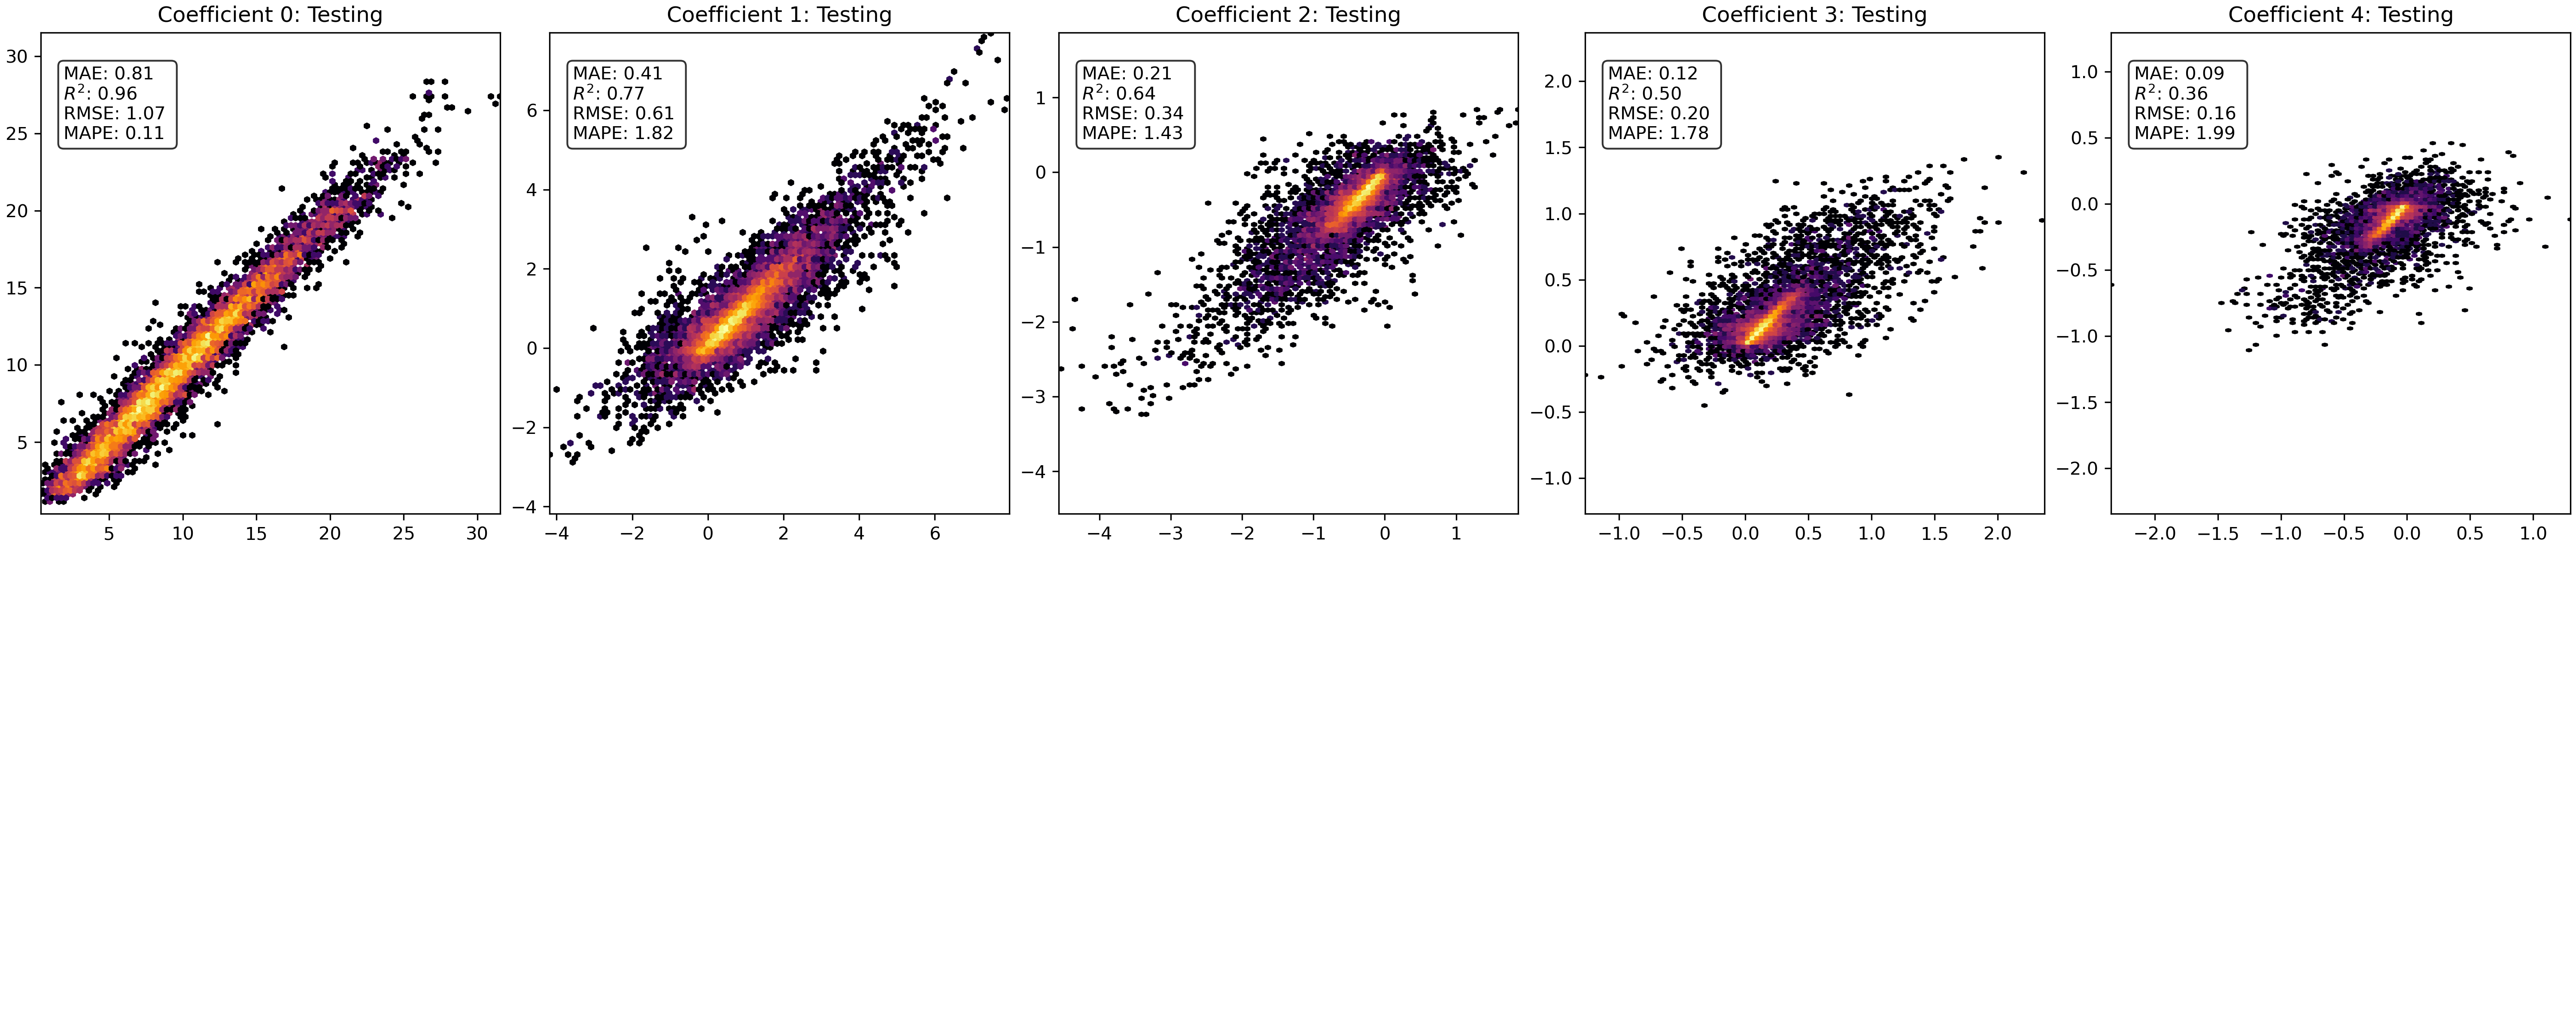 Coefficient 0: Testing
MAE: 0.81
R²: 0.96
RMSE: 1.07
MAPE: 0.11
30
25
20
15
10
5
5 10 15 20 25 30
Coefficient 1: Testing
MAE: 0.41
R²: 0.77
RMSE: 0.61
MAPE: 1.82
6
4
2
0
−2
−4
−4 −2 0 2 4 6
Coefficient 2: Testing
MAE: 0.21
R²: 0.64
RMSE: 0.34
MAPE: 1.43
1
0
−1
−2
−3
−4
−4 −3 −2 −1 0 1
Coefficient 3: Testing
MAE: 0.12
R²: 0.50
RMSE: 0.20
MAPE: 1.78
2.0
1.5
1.0
0.5
0.0
−0.5
−1.0
−1.0 −0.5 0.0 0.5 1.0 1.5 2.0
Coefficient 4: Testing
MAE: 0.09
R²: 0.36
RMSE: 0.16
MAPE: 1.99
1.0
0.5
0.0
−0.5
−1.0
−1.5
−2.0
−2.0 −1.5 −1.0 −0.5 0.0 0.5 1.0